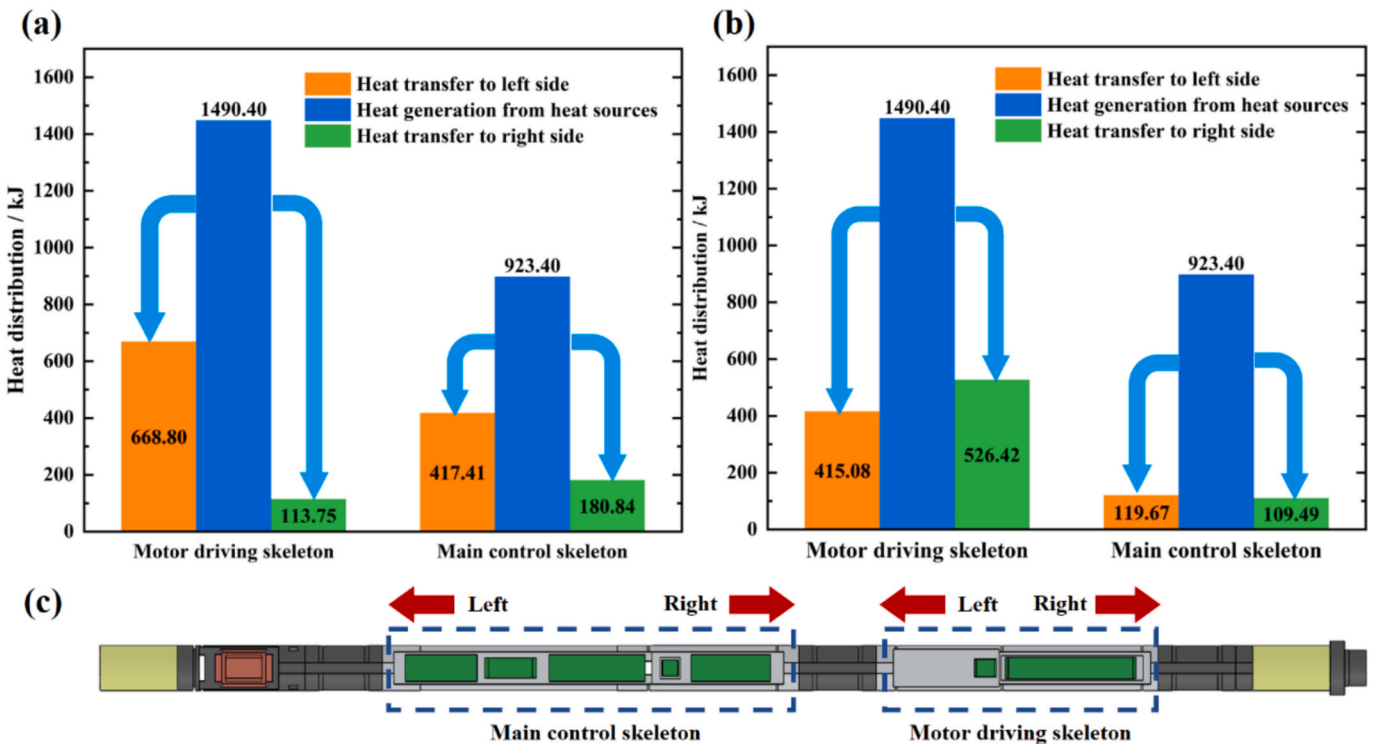 (a)
Heat distribution / kJ
1600
1400
1200
1000
800
600
400
200
0
Heat transfer to left side
Heat generation from heat sources
Heat transfer to right side
1490.40
923.40
668.80
113.75
417.41
180.84
Motor driving skeleton
Main control skeleton
(b)
Heat distribution / kJ
1600
1400
1200
1000
800
600
400
200
0
Heat transfer to left side
Heat generation from heat sources
Heat transfer to right side
1490.40
923.40
415.08
526.42
119.67
109.49
Motor driving skeleton
Main control skeleton
(c)
Left
Right
Left
Right
Main control skeleton
Motor driving skeleton